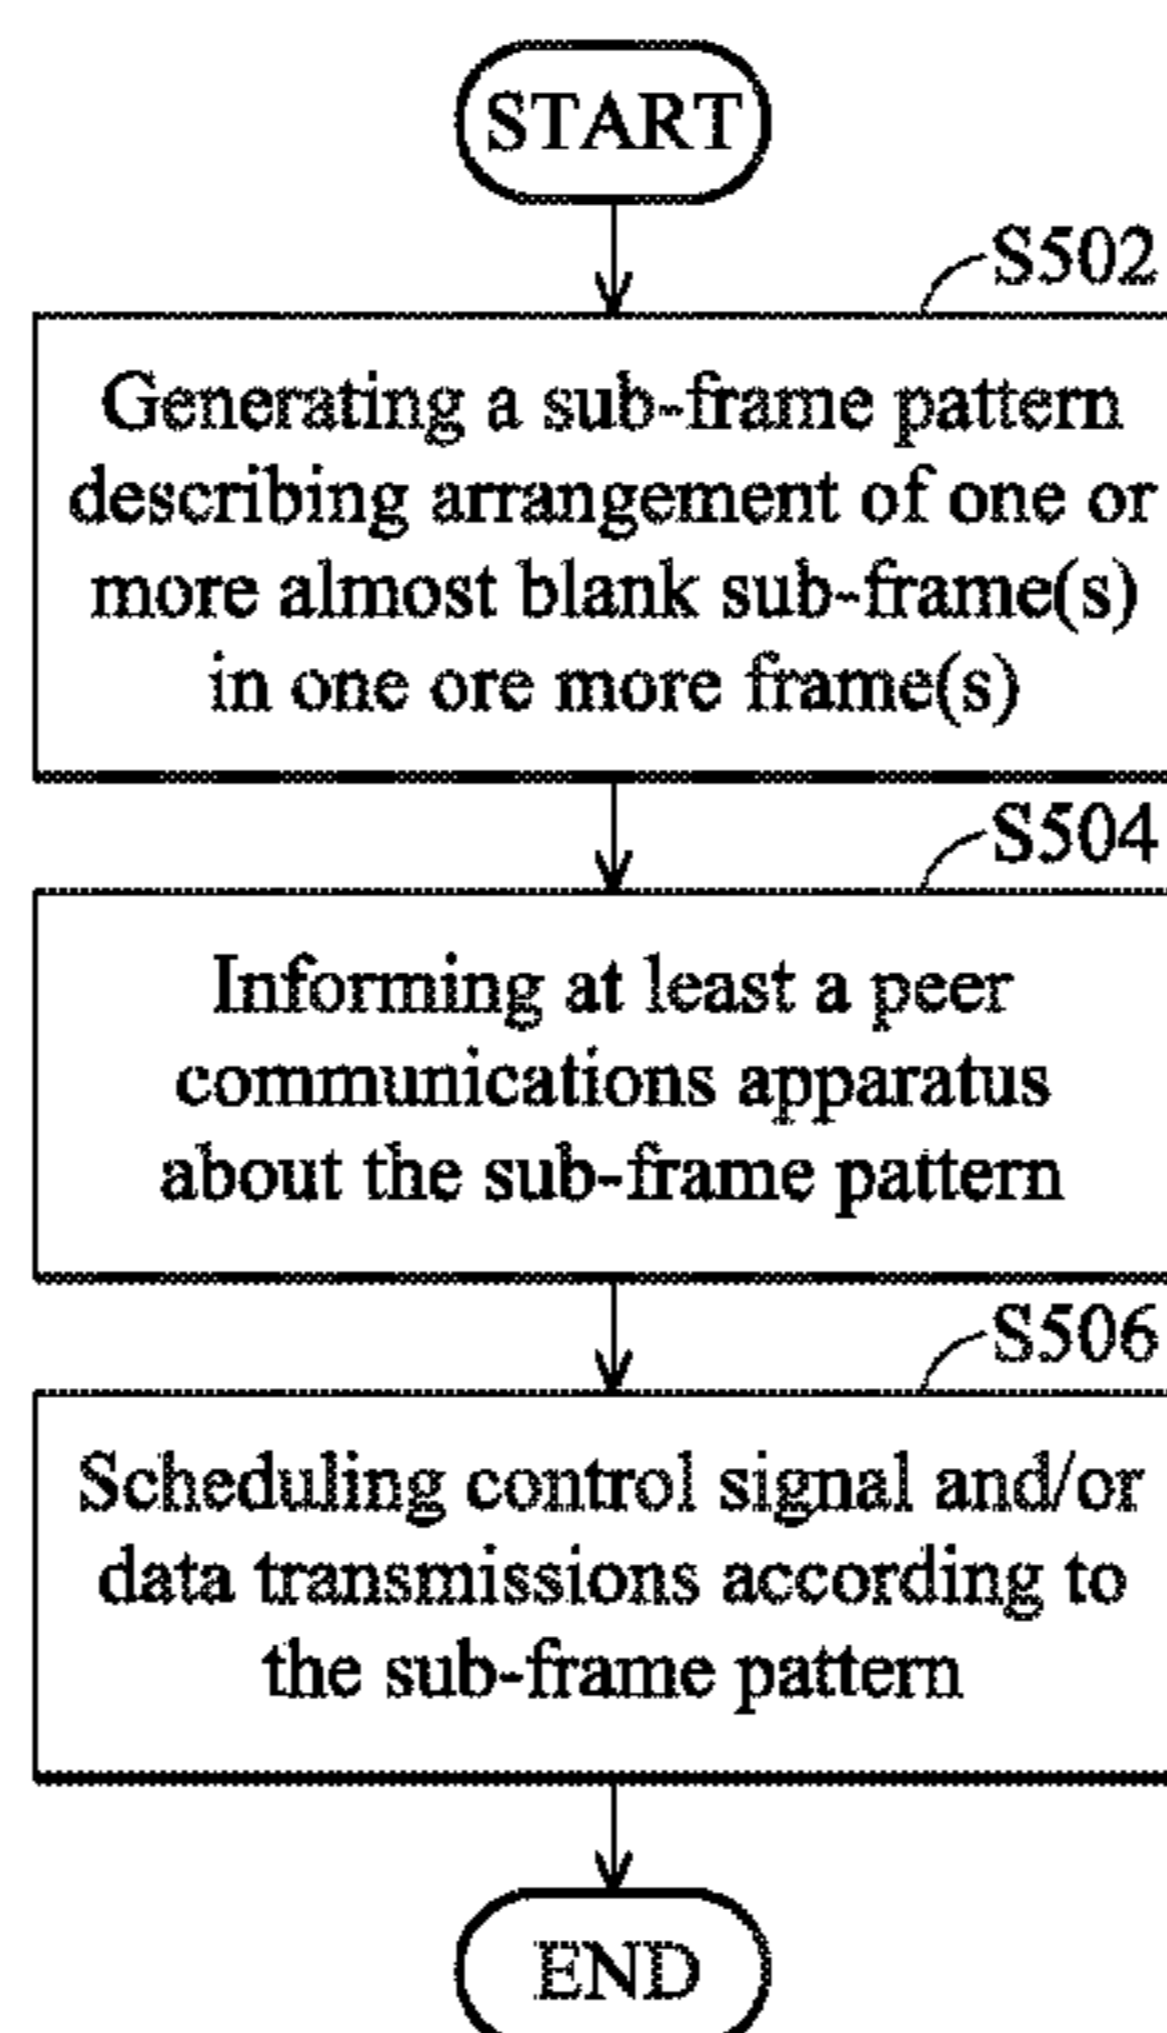 START
S502
Generating a sub-frame pattern
describing arrangement of one or
more almost blank sub-frame(s)
in one ore more frame(s)
S504
Informing at least a peer
communications apparatus
about the sub-frame pattern
S506
Scheduling control signal and/or
data transmissions according to
the sub-frame pattern
END